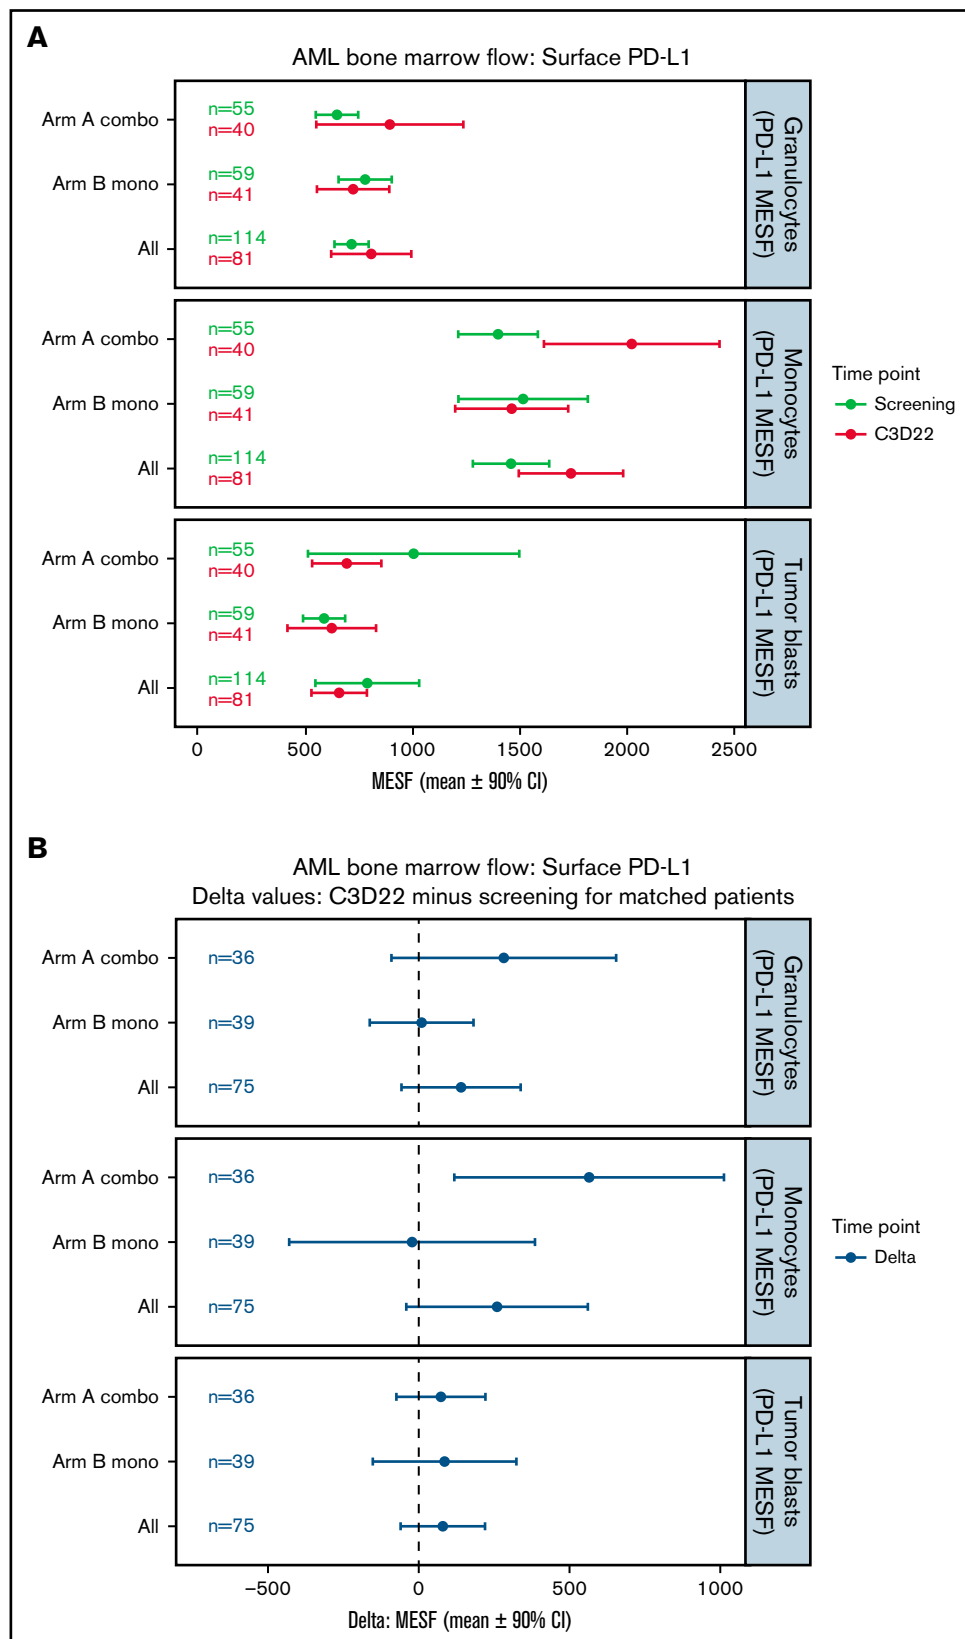 A
AML bone marrow flow: Surface PD-L1
Arm A combo
n=55
n=40
Arm B mono
n=59
n=41
All
n=114
n=81
Granulocytes
(PD-L1 MESF)
Arm A combo
n=55
n=40
Arm B mono
n=59
n=41
All
n=114
n=81
Monocytes
(PD-L1 MESF)
Arm A combo
n=55
n=40
Arm B mono
n=59
n=41
All
n=114
n=81
Tumor blasts
(PD-L1 MESF)
Time point
Screening
C3D22
0 500 1000 1500 2000 2500
MESF (mean ± 90% CI)
B
AML bone marrow flow: Surface PD-L1
Delta values: C3D22 minus screening for matched patients
Arm A combo
n=36
Arm B mono
n=39
All
n=75
Granulocytes
(PD-L1 MESF)
Arm A combo
n=36
Arm B mono
n=39
All
n=75
Monocytes
(PD-L1 MESF)
Arm A combo
n=36
Arm B mono
n=39
All
n=75
Tumor blasts
(PD-L1 MESF)
Time point
Delta
−500 0 500 1000
Delta: MESF (mean ± 90% CI)